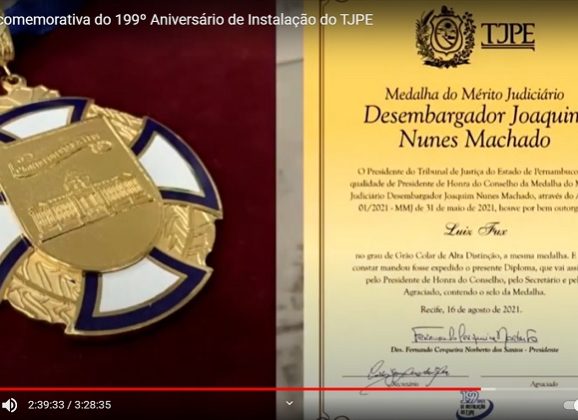 comemorativa do 199º Aniversário de Instalação do TJPE
TJPE
Medalha do Mérito Judiciário
Desembargador Joaquim
Nunes Machado
O Presidente do Tribunal de Justiça do Estado de Pernambuco
qualidade de Presidente de Honra do Conselho da Medalha do M
Judiciário Desembargador Joaquim Nunes Machado, através do A
01/2021 - MMJ de 31 de maio de 2021, houve por bem outorg
Luiz Fux
no grau de Grão Colar de Alta Distinção, a mesma medalha. E
constar mandou fosse expedido o presente Diploma, que vai assi
pelo Presidente de Honra do Conselho, pelo Secretário e pel
Agraciado, contendo o selo da Medalha.
Recife, 16 de agosto de 2021.
Des. Fernando Cerqueira Norberto dos Santos - Presidente
Secretário
Agraciado
TJPE
2:39:33 / 3:28:35